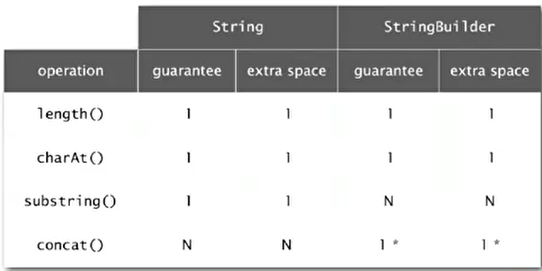 String StringBuilder
operation guarantee extra space guarantee extra space
length() 1 1 1 1
charAt() 1 1 1 1
substring() 1 1 N N
concat() N N 1 * 1 *